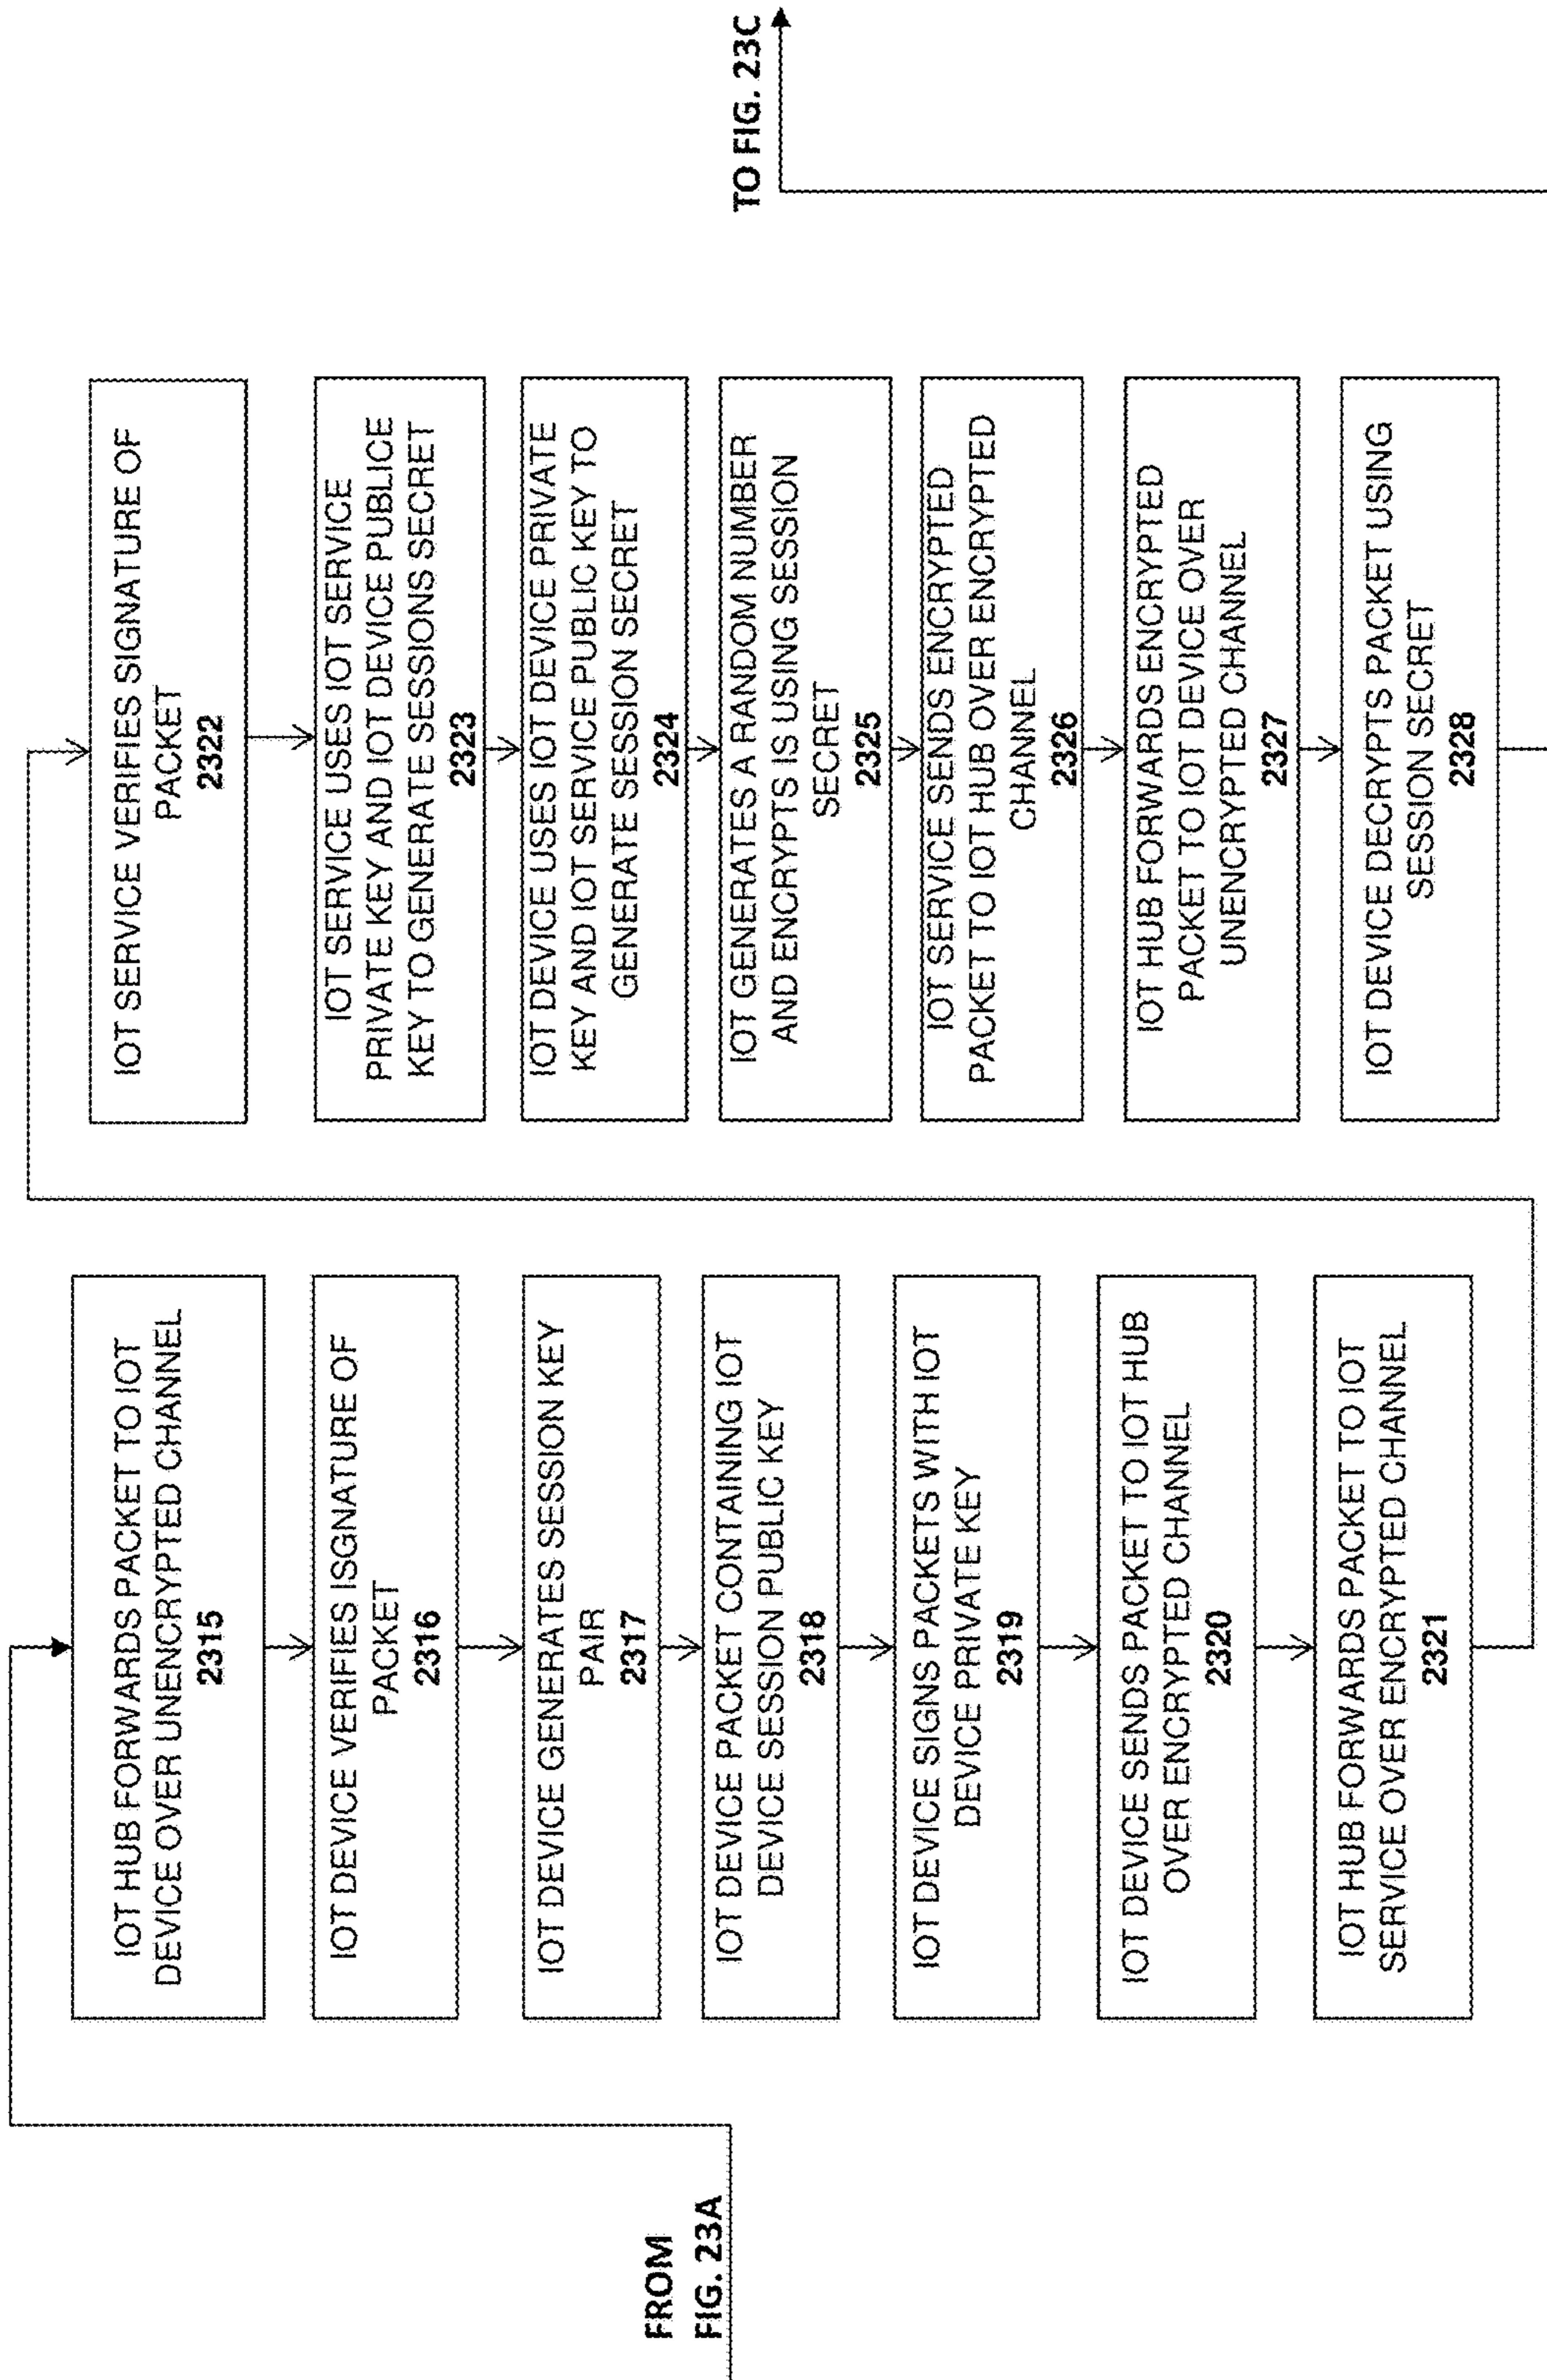 FROM
FIG. 23A
IOT HUB FORWARDS PACKET TO IOT
DEVICE OVER UNENCRYPTED CHANNEL
2315
IOT DEVICE VERIFIES ISGNATURE OF
PACKET
2316
IOT DEVICE GENERATES SESSION KEY
PAIR
2317
IOT DEVICE PACKET CONTAINING IOT
DEVICE SESSION PUBLIC KEY
2318
IOT DEVICE SIGNS PACKETS WITH IOT
DEVICE PRIVATE KEY
2319
IOT DEVICE SENDS PACKET TO IOT HUB
OVER ENCRYPTED CHANNEL
2320
IOT HUB FORWARDS PACKET TO IOT
SERVICE OVER ENCRYPTED CHANNEL
2321
IOT SERVICE VERIFIES SIGNATURE OF
PACKET
2322
IOT SERVICE USES IOT SERVICE
PRIVATE KEY AND IOT DEVICE PUBLICE
KEY TO GENERATE SESSIONS SECRET
2323
IOT DEVICE USES IOT DEVICE PRIVATE
KEY AND IOT SERVICE PUBLIC KEY TO
GENERATE SESSION SECRET
2324
IOT GENERATES A RANDOM NUMBER
AND ENCRYPTS IS USING SESSION
SECRET
2325
IOT SERVICE SENDS ENCRYPTED
PACKET TO IOT HUB OVER ENCRYPTED
CHANNEL
2326
IOT HUB FORWARDS ENCRYPTED
PACKET TO IOT DEVICE OVER
UNENCRYPTED CHANNEL
2327
IOT DEVICE DECRYPTS PACKET USING
SESSION SECRET
2328
TO FIG. 23C